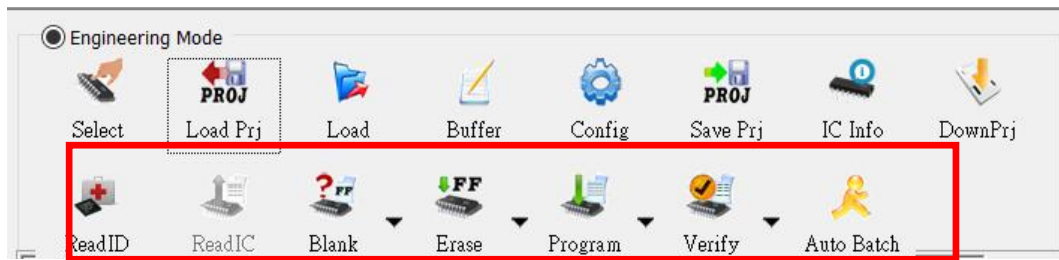 Engineering Mode
PROJ PROJ
Select Load Prj Load Buffer Config Save Prj IC Info DownPrj
? FF FF
ReadID ReadIC Blank Erase Program Verify Auto Batch